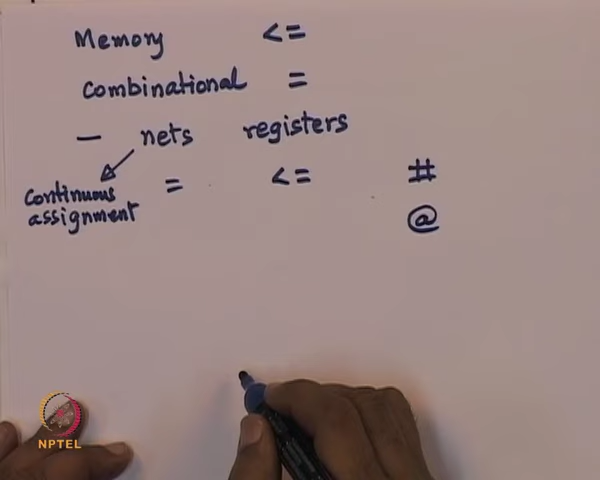 Memory <=
combinational =
- nets registers
continuous assignment = <= #
@
NPTEL